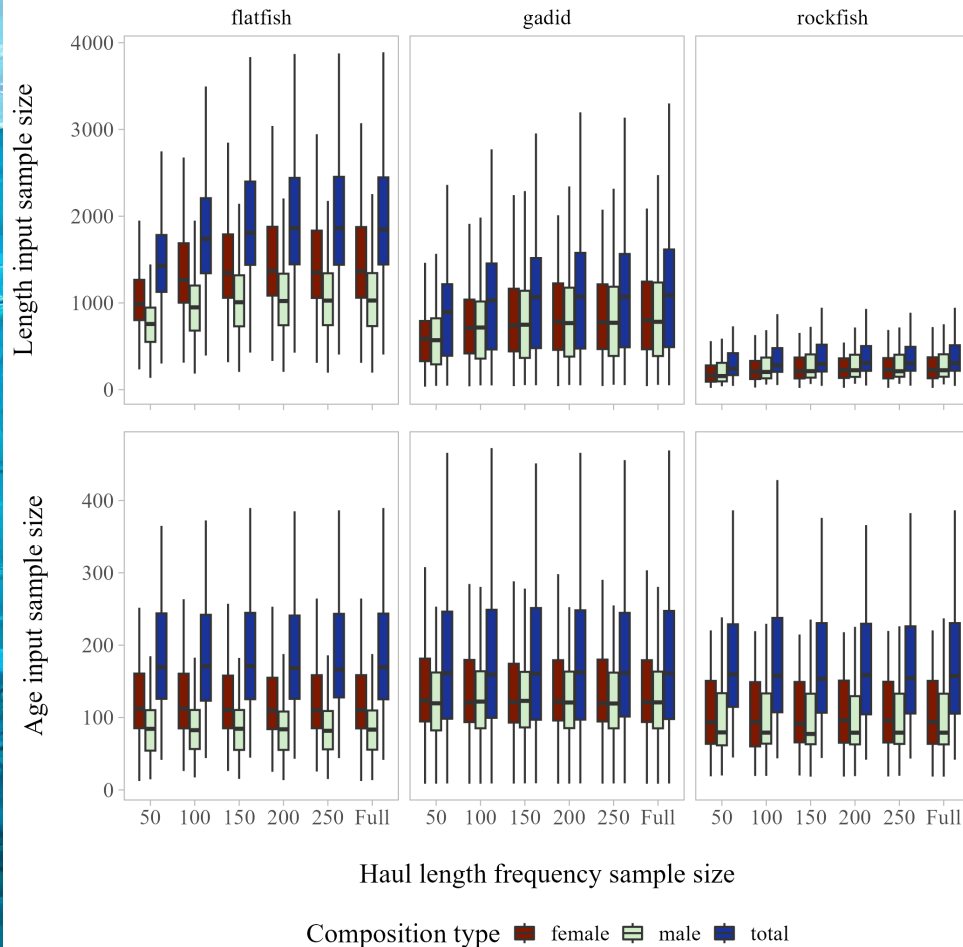 flatfish gadid rockfish
Length input sample size
4000
3000
2000
1000
0
Age input sample size
400
300
200
100
0
50 100 150 200 250 Full 50 100 150 200 250 Full 50 100 150 200 250 Full
Haul length frequency sample size
Composition type female male total